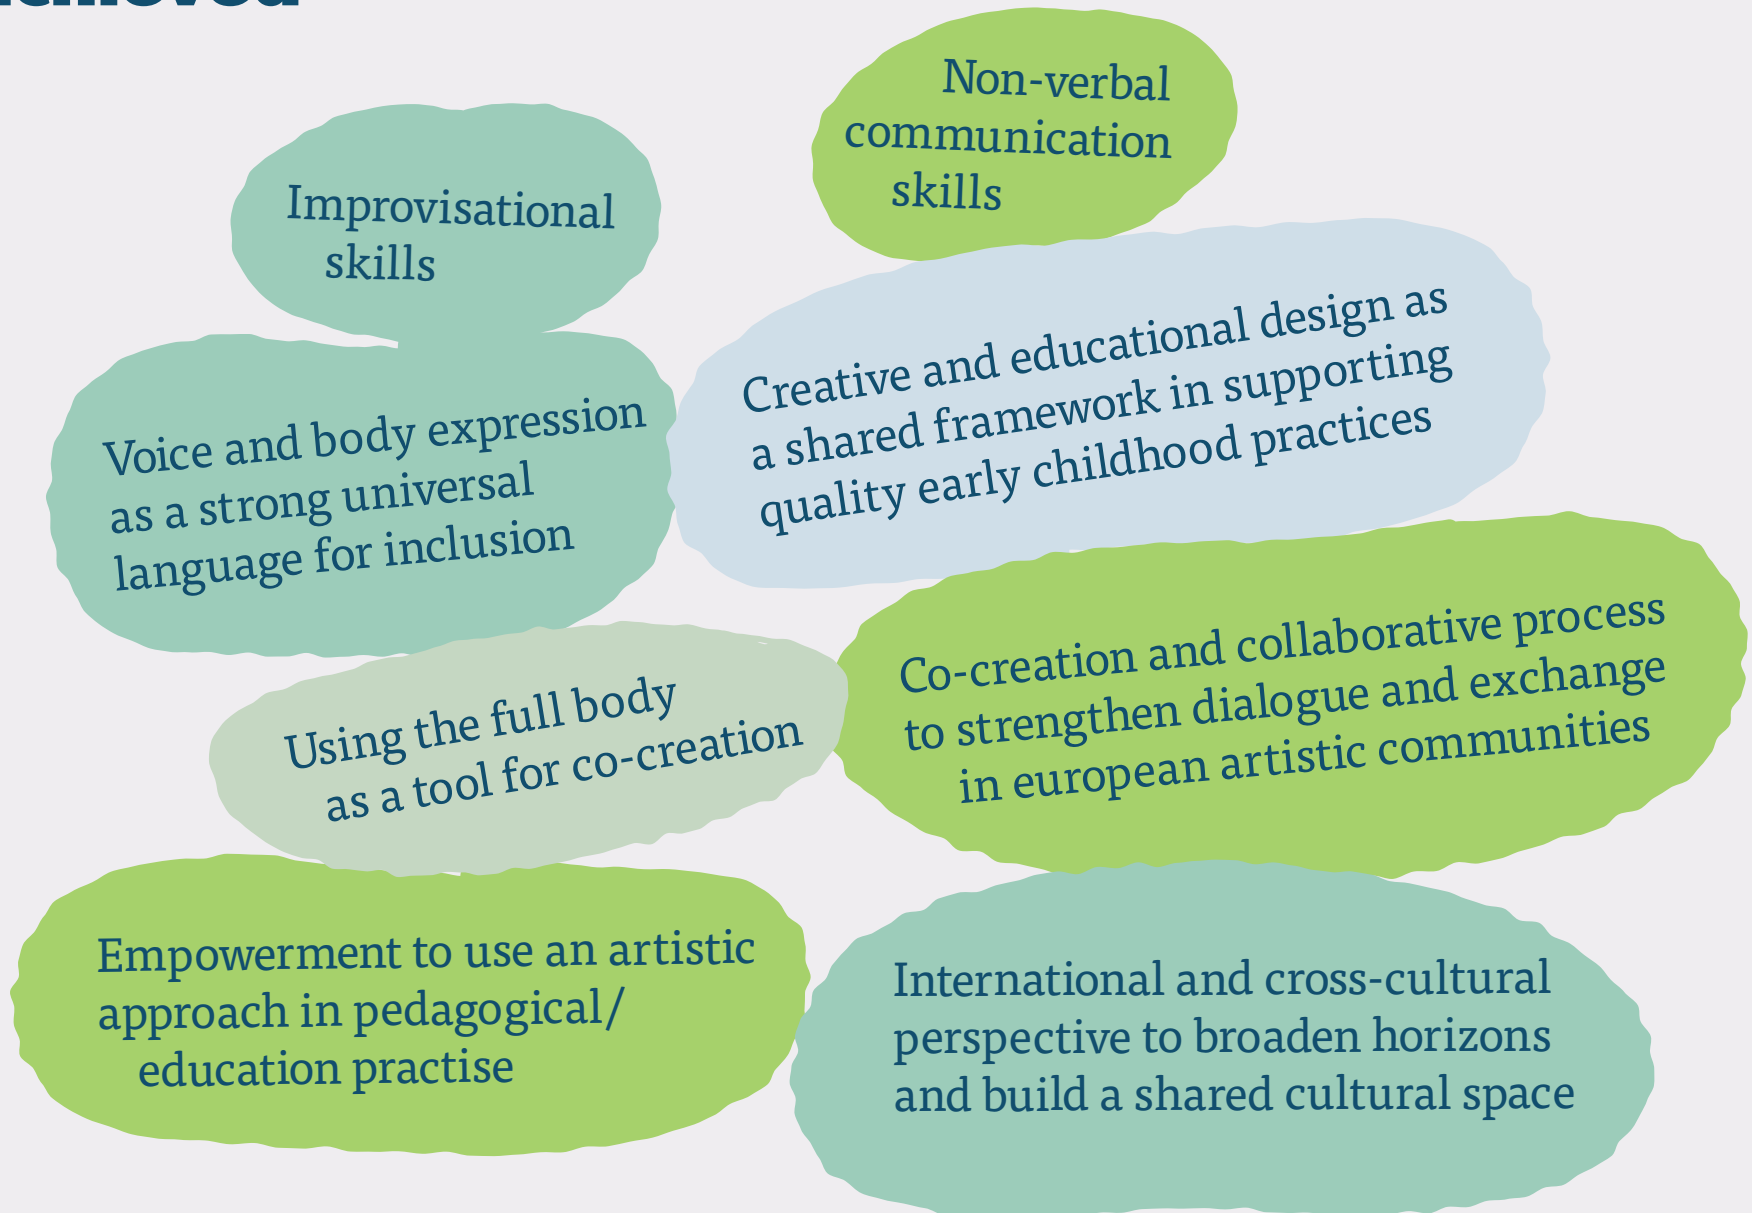 Improvisational
skills
Non-verbal
communication
skills
Voice and body expression
as a strong universal
language for inclusion
Creative and educational design as
a shared framework in supporting
quality early childhood practices
Using the full body
as a tool for co-creation
Co-creation and collaborative process
to strengthen dialogue and exchange
in european artistic communities
Empowerment to use an artistic
approach in pedagogical/
education practise
International and cross-cultural
perspective to broaden horizons
and build a shared cultural space